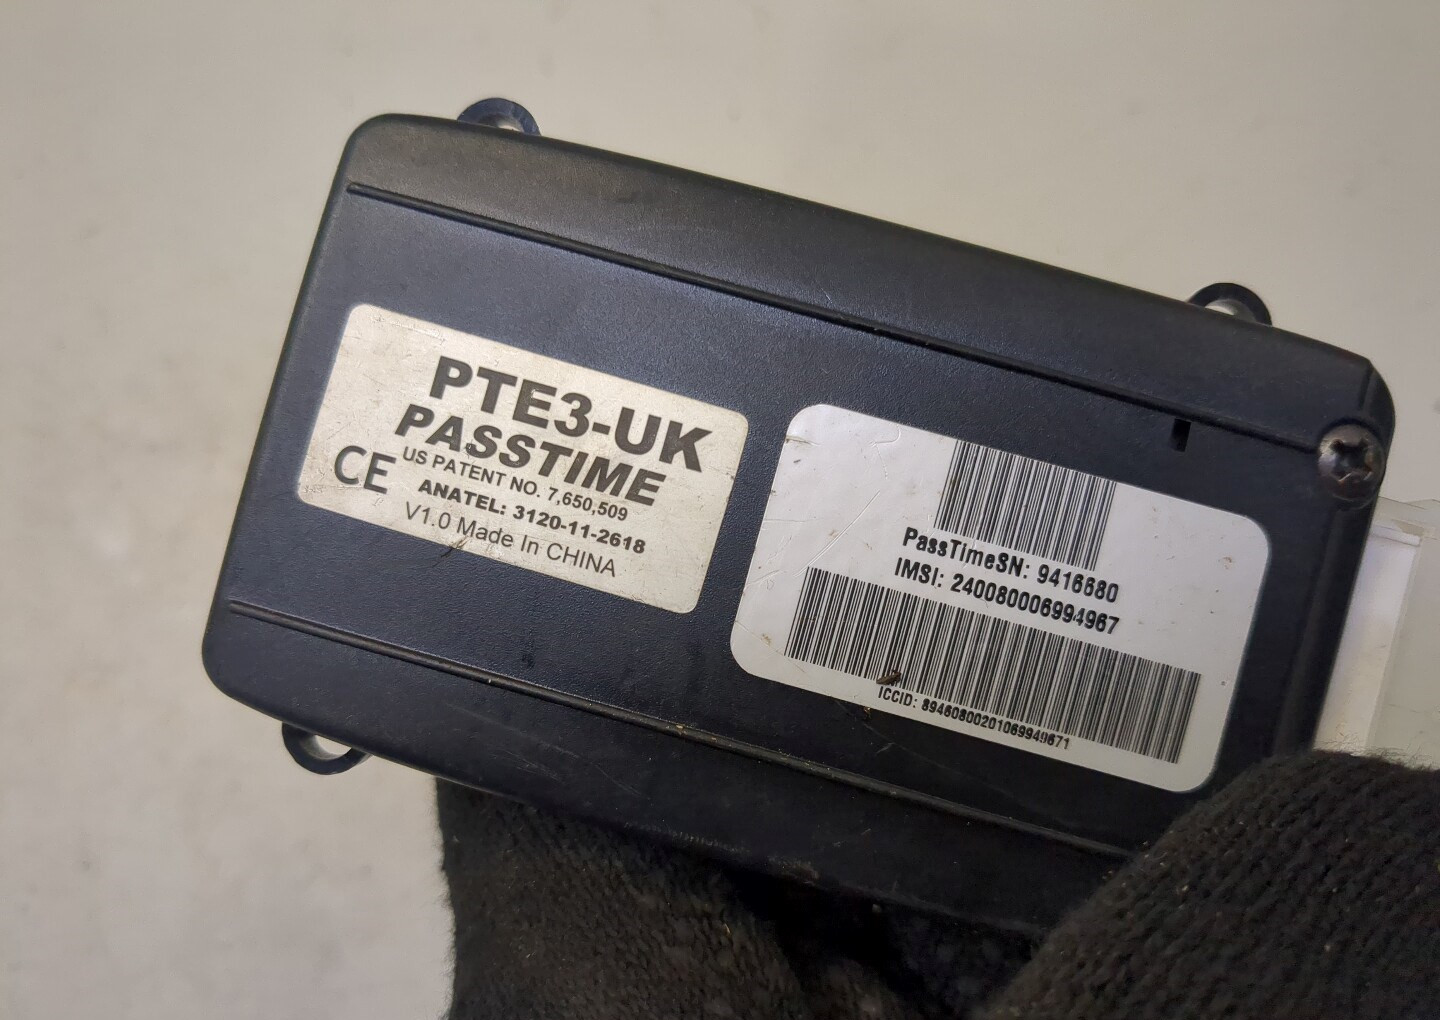 PTE3-UK
PASSTIME
US PATENT NO. 7,650,509
CE
ANATEL: 3120-11-2618
V1.0 Made In CHINA
PassTimeSN: 9416680
IMSI: 240080006994967
ICCID: 89460800201069949671